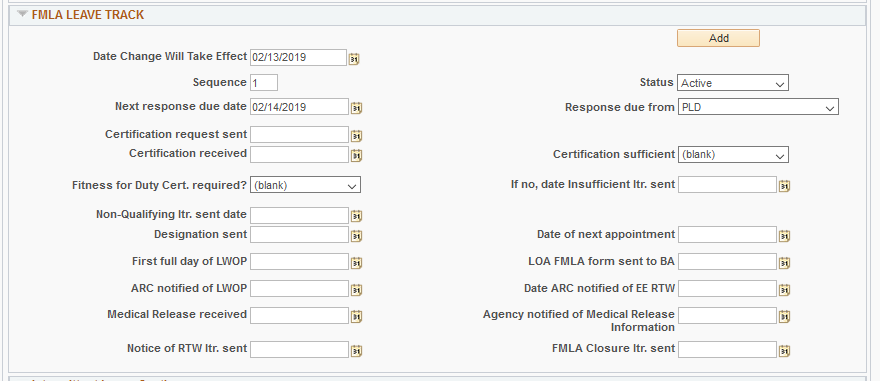 FMLA LEAVE TRACK
Add
Date Change Will Take Effect 02/13/2019
Sequence 1 Status Active
Next response due date 02/14/2019 Response due from PLD
Certification request sent
Certification received Certification sufficient (blank)
Fitness for Duty Cert. required? (blank) If no, date Insufficient ltr. sent
Non-Qualifying ltr. sent date
Designation sent Date of next appointment
First full day of LWOP LOA FMLA form sent to BA
ARC notified of LWOP Date ARC notified of EE RTW
Medical Release received Agency notified of Medical Release
Information
Notice of RTW ltr. sent FMLA Closure ltr. sent